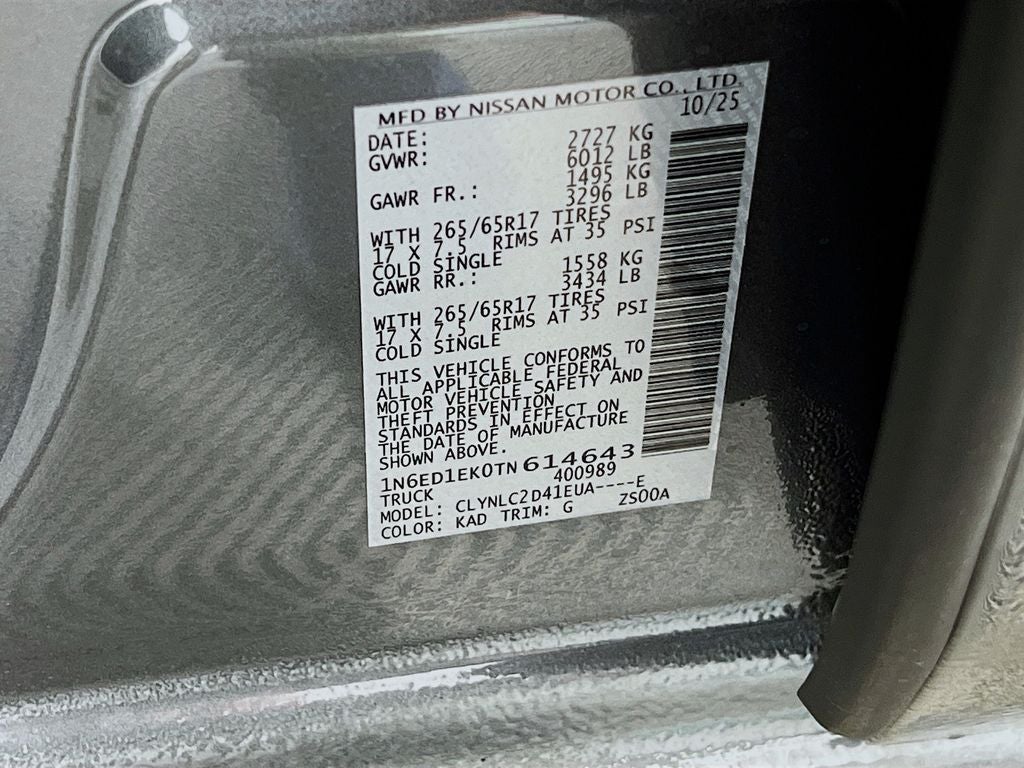 MFD BY NISSAN MOTOR CO., LTD.
DATE: 10/25
GVWR: 2727 KG
6012 LB
GAWR FR.: 1495 KG
3296 LB
WITH 265/65R17 TIRES
17 X 7.5 RIMS AT 35 PSI
COLD SINGLE
GAWR RR.: 1558 KG
3434 LB
WITH 265/65R17 TIRES
17 X 7.5 RIMS AT 35 PSI
COLD SINGLE
THIS VEHICLE CONFORMS TO
ALL APPLICABLE FEDERAL
MOTOR VEHICLE SAFETY AND
THEFT PREVENTION
STANDARDS IN EFFECT ON
THE DATE OF MANUFACTURE
SHOWN ABOVE.
1N6ED1EK0TN614643
TRUCK 400989
MODEL: CLYNLC2D41EUA----E
COLOR: KAD TRIM: G ZS00A